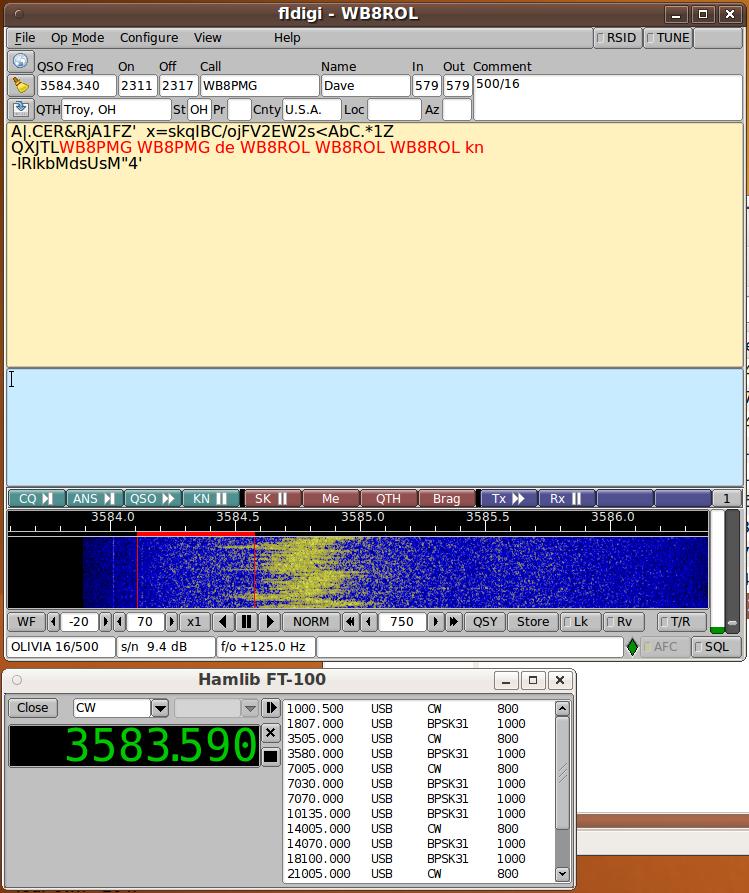 fldigi - WB8ROL
File Op Mode Configure View Help RSID TUNE
QSO Freq On Off Call Name In Out Comment
3584.340 2311 2317 WB8PMG Dave 579 579 500/16
QTH Troy, OH St OH Pr Cnty U.S.A. Loc Az
A|.CER&RjA1FZ' x=skqIBC/ojFV2EW2s<AbC.*1Z
QXJTLWB8PMG WB8PMG de WB8ROL WB8ROL WB8ROL kn
-lRlkbMdsUsM"4'
CQ ANS QSO KN SK Me QTH Brag Tx Rx 1
3584.0 3584.5 3585.0 3585.5 3586.0
WF -20 70 x1 NORM 750 QSY Store Lk Rv T/R
OLIVIA 16/500 s/n 9.4 dB f/o +125.0 Hz AFC SQL
Hamlib FT-100
Close CW
3583.590
1000.500 USB CW 800
1807.000 USB BPSK31 1000
3505.000 USB CW 800
3580.000 USB BPSK31 1000
7005.000 USB CW 800
7030.000 USB BPSK31 1000
7070.000 USB BPSK31 1000
10135.000 USB BPSK31 1000
14005.000 USB CW 800
14070.000 USB BPSK31 1000
18100.000 USB BPSK31 1000
21005.000 USB CW 800